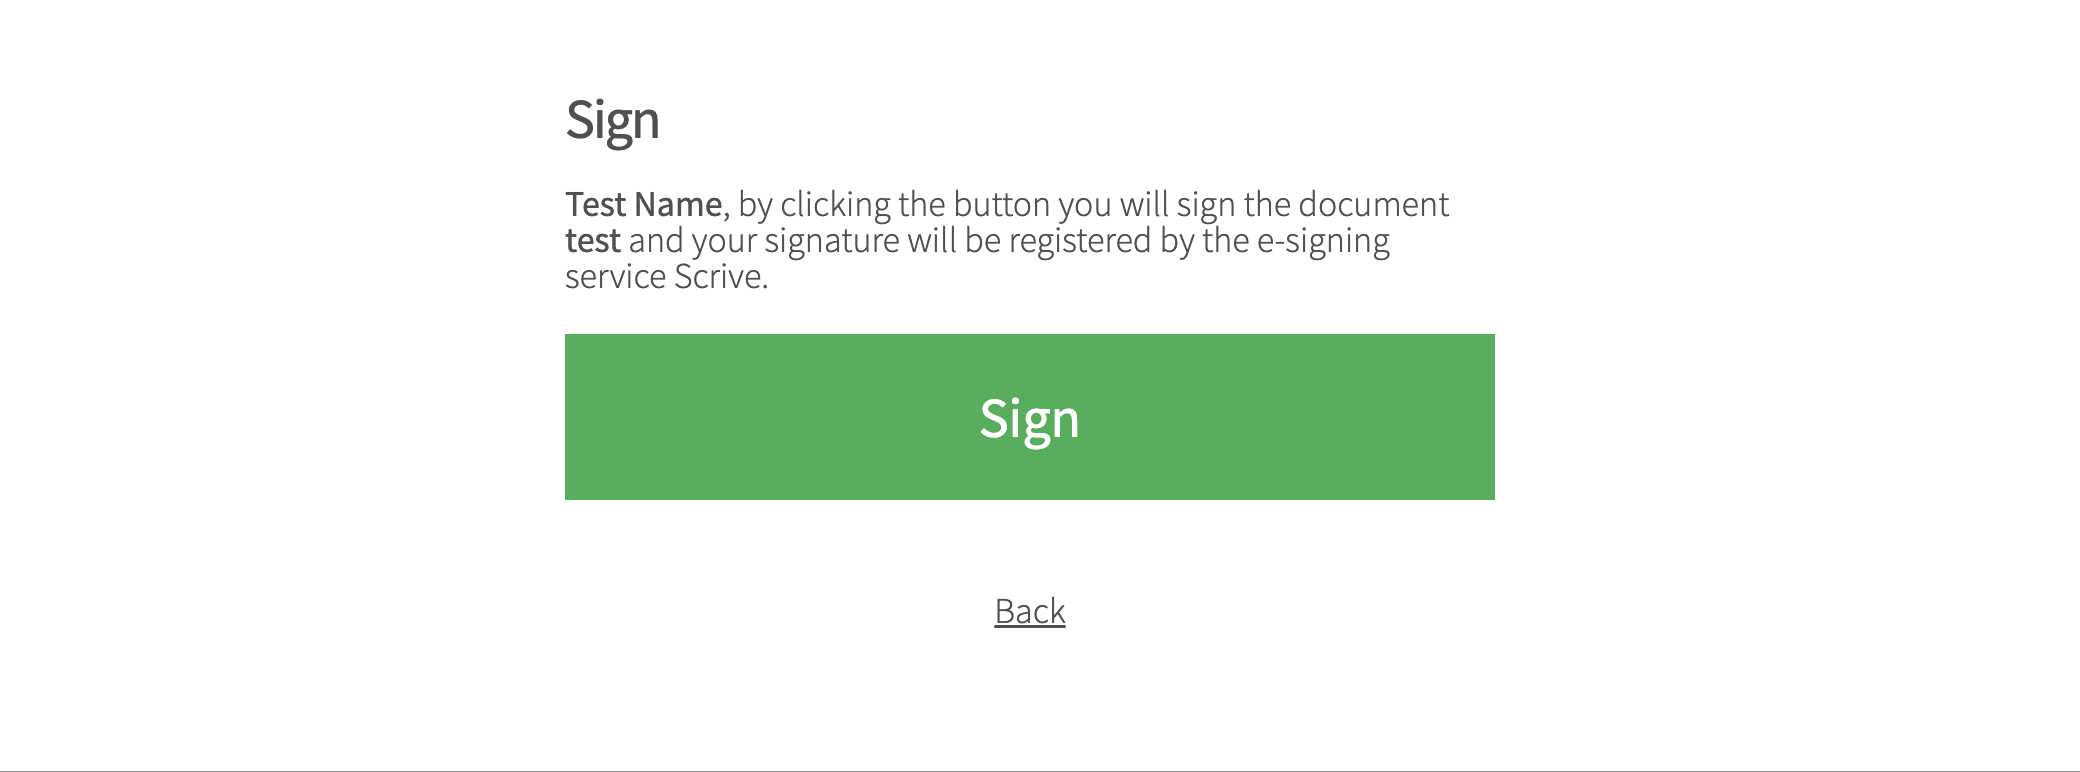 Sign
Test Name, by clicking the button you will sign the document
test and your signature will be registered by the e-signing
service Scrive.
Sign
Back